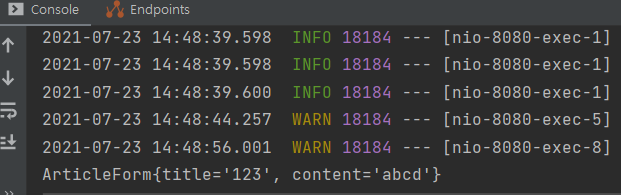 Console Endpoints
2021-07-23 14:48:39.598 INFO 18184 --- [nio-8080-exec-1]
2021-07-23 14:48:39.598 INFO 18184 --- [nio-8080-exec-1]
2021-07-23 14:48:39.600 INFO 18184 --- [nio-8080-exec-1]
2021-07-23 14:48:44.257 WARN 18184 --- [nio-8080-exec-5]
2021-07-23 14:48:56.001 WARN 18184 --- [nio-8080-exec-8]
ArticleForm{title='123', content='abcd'}